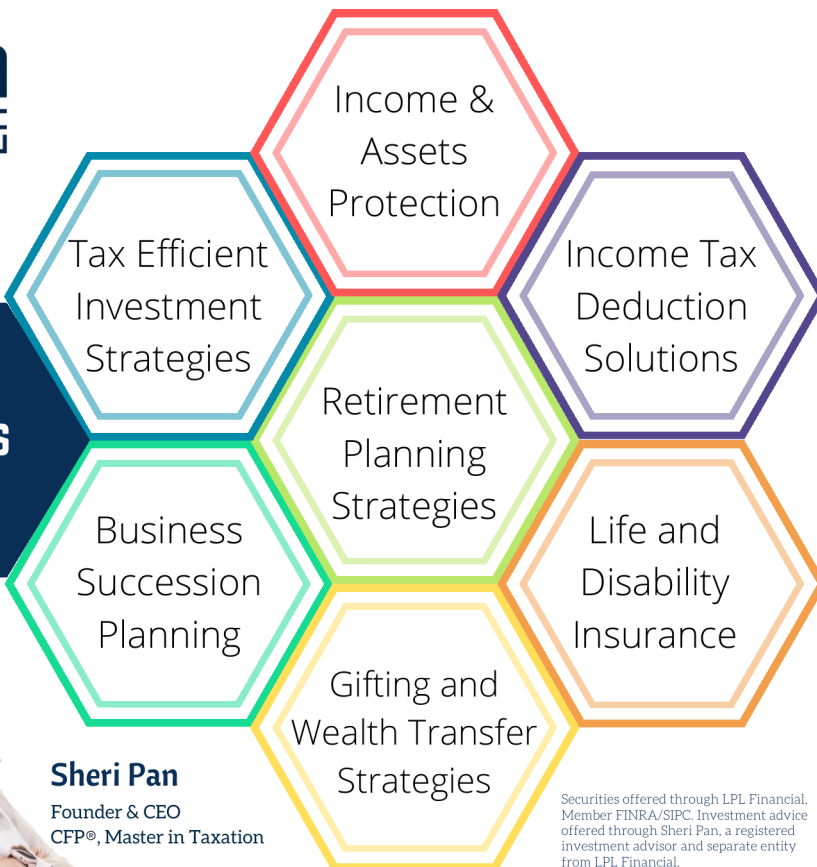 Income &
Assets
Protection
Tax Efficient
Investment
Strategies
Income Tax
Deduction
Solutions
Retirement
Planning
Strategies
Business
Succession
Planning
Life and
Disability
Insurance
Gifting and
Wealth Transfer
Strategies
Sheri Pan
Founder & CEO
CFP®, Master in Taxation
Securities offered through LPL Financial,
Member FINRA/SIPC. Investment advice
offered through Sheri Pan, a registered
investment advisor and separate entity
from LPL Financial.